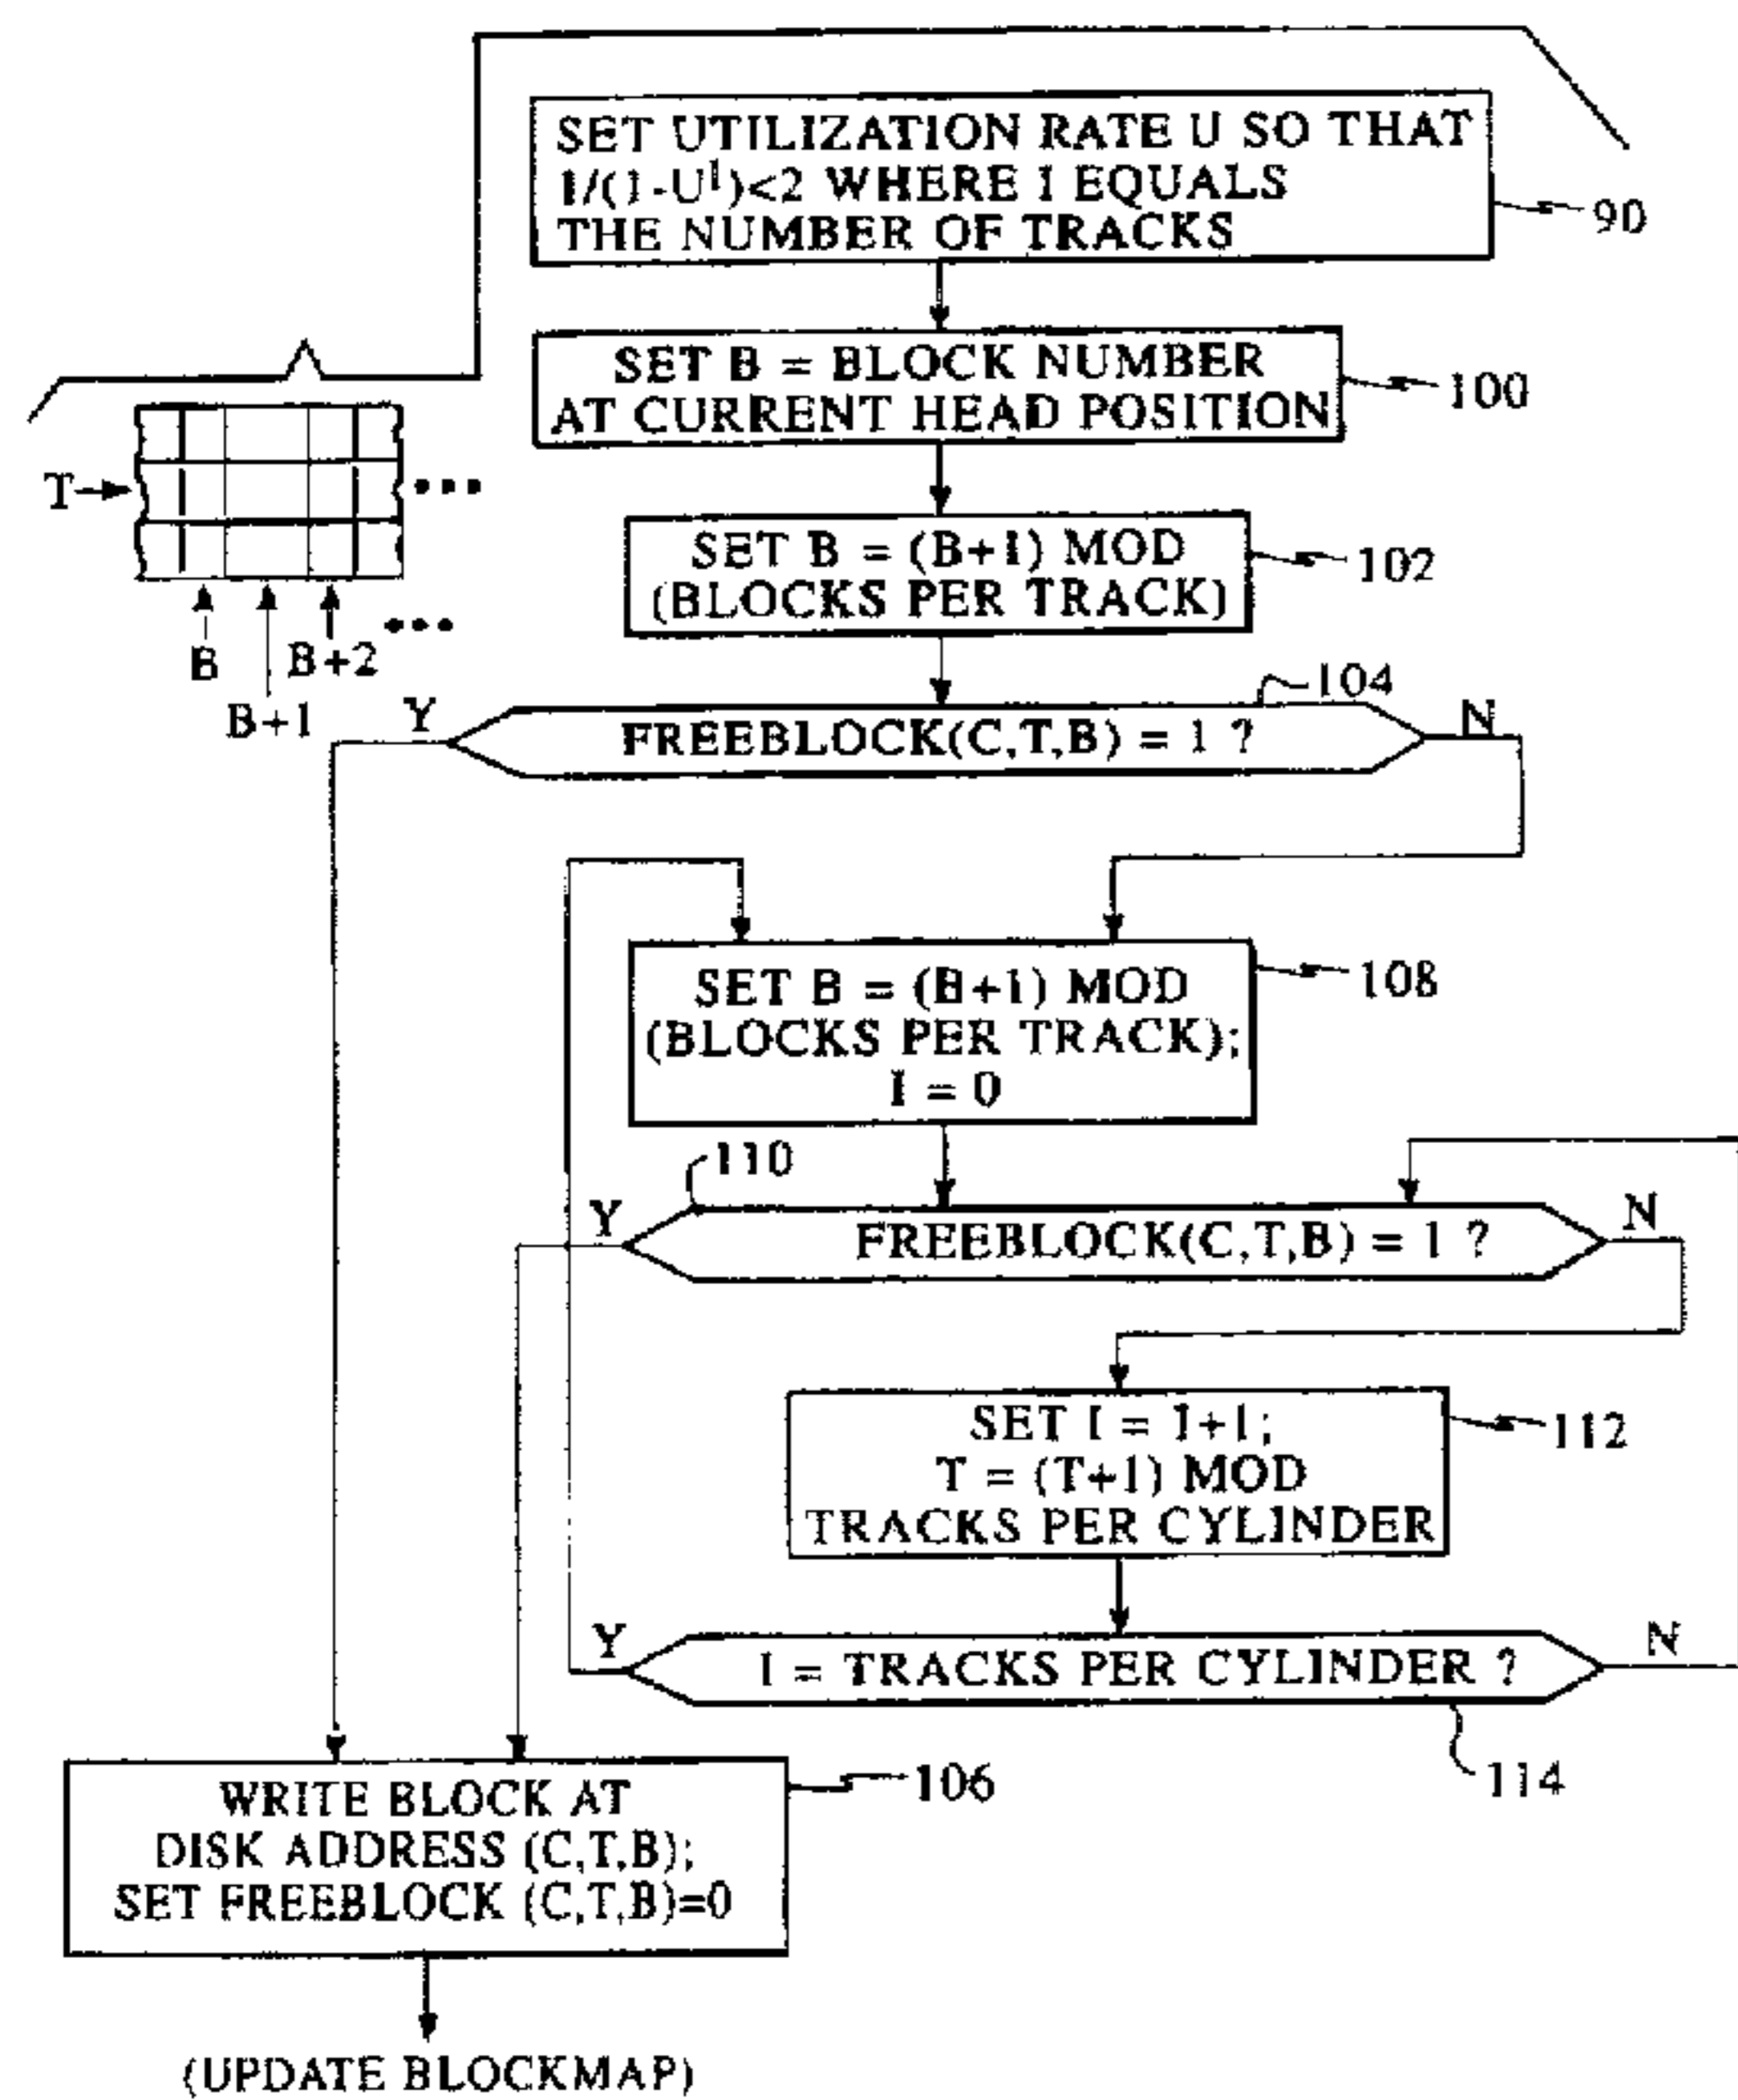 SET UTILIZATION RATE U SO THAT
1/(1-U^I)<2 WHERE I EQUALS
THE NUMBER OF TRACKS
90
SET B = BLOCK NUMBER
AT CURRENT HEAD POSITION
100
T
•••
SET B = (B+1) MOD
(BLOCKS PER TRACK)
102
•••
B
B+2
B+1
104
Y
FREEBLOCK(C,T,B) = 1 ?
N
SET B = (B+1) MOD
(BLOCKS PER TRACK);
I = 0
108
110
Y
FREEBLOCK(C,T,B) = 1 ?
N
SET I = I+1;
T = (T+1) MOD
TRACKS PER CYLINDER
112
Y
I = TRACKS PER CYLINDER ?
N
114
WRITE BLOCK AT
DISK ADDRESS (C,T,B);
SET FREEBLOCK (C,T,B)=0
106
(UPDATE BLOCKMAP)